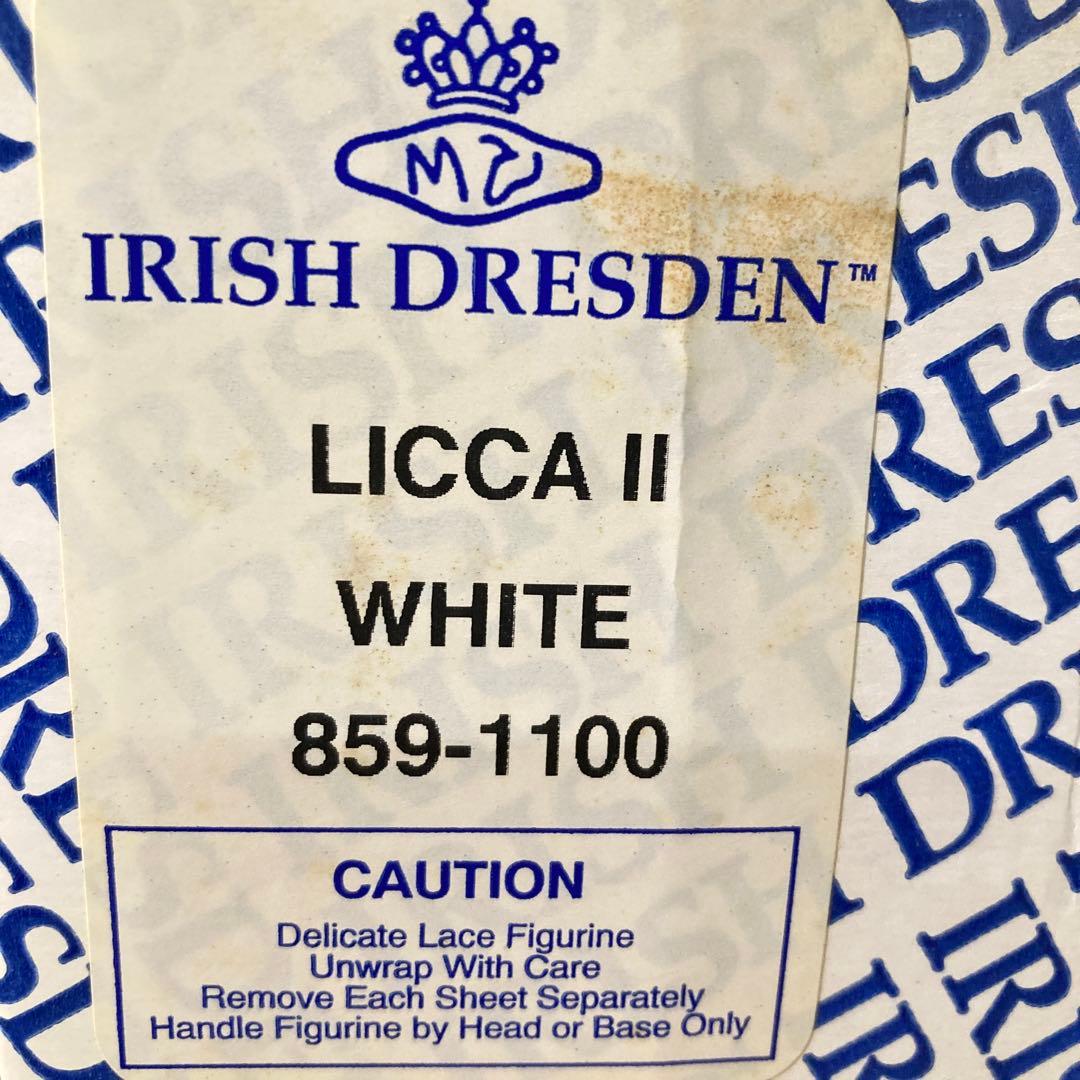 MV
IRISH DRESDEN™
LICCA II
WHITE
859-1100
CAUTION
Delicate Lace Figurine
Unwrap With Care
Remove Each Sheet Separately
Handle Figurine by Head or Base Only